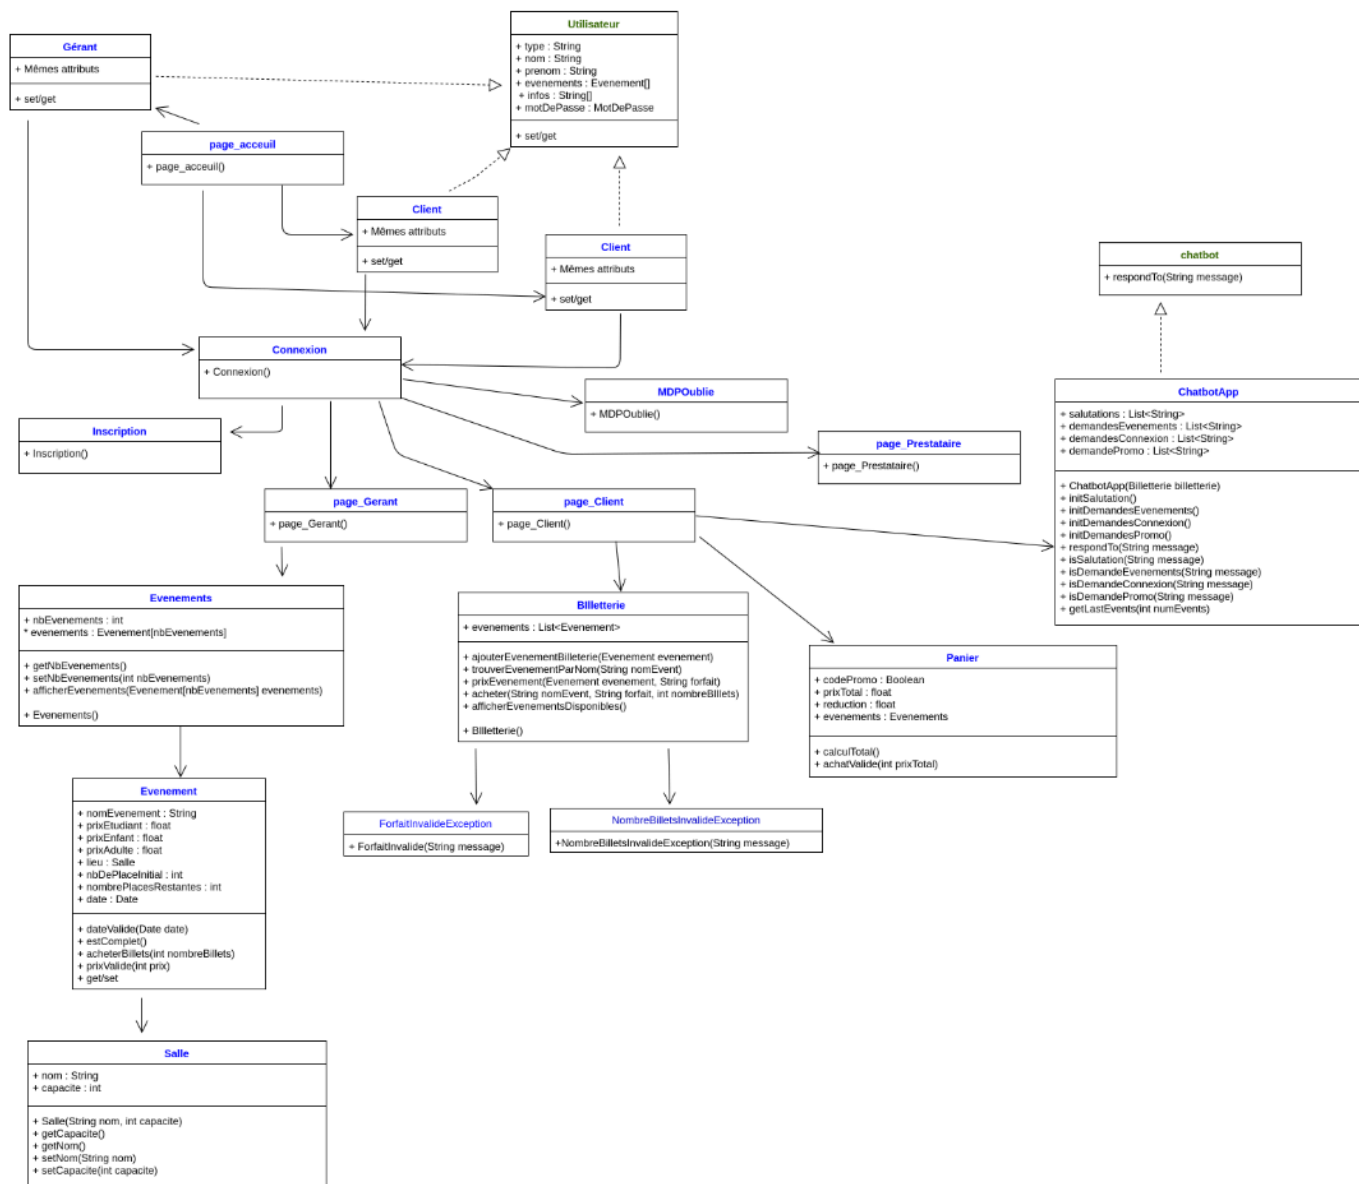 Utilisateur
+ type : String
+ nom : String
+ prenom : String
+ evenements : Evenement[]
+ infos : String[]
+ motDePasse : MotDePasse
+ set/get
Gérant
+ Mêmes attributs
+ set/get
page_acceuil
+ page_acceuil()
Client
+ Mêmes attributs
+ set/get
Client
+ Mêmes attributs
+ set/get
chatbot
+ respondTo(String message)
Connexion
+ Connexion()
MDPOublie
+ MDPOublie()
ChatbotApp
+ salutations : List<String>
+ demandesEvenements : List<String>
+ demandesConnexion : List<String>
+ demandePromo : List<String>
+ ChatbotApp(Billetterie billetterie)
+ initSalutation()
+ initDemandesEvenements()
+ initDemandesConnexion()
+ initDemandesPromo()
+ respondTo(String message)
+ isSalutation(String message)
+ isDemandeEvenements(String message)
+ isDemandeConnexion(String message)
+ isDemandePromo(String message)
+ getLastEvents(int numEvents)
Inscription
+ Inscription()
page_Prestataire
+ page_Prestataire()
page_Gerant
+ page_Gerant()
page_Client
+ page_Client()
Evenements
+ nbEvenements : int
* evenements : Evenement[nbEvenements]
+ getNbEvenements()
+ setNbEvenements(int nbEvenements)
+ afficherEvenements(Evenement[nbEvenements] evenements)
+ Evenements()
BIlletterie
+ evenements : List<Evenement>
+ ajouterEvenementBilleterie(Evenement evenement)
+ trouverEvenementParNom(String nomEvent)
+ prixEvenement(Evenement evenement, String forfait)
+ acheter(String nomEvent, String forfait, int nombreBIllets)
+ afficherEvenementsDisponibles()
+ BIlletterie()
Panier
+ codePromo : Boolean
+ prixTotal : float
+ reduction : float
+ evenements : Evenements
+ calculTotal()
+ achatValide(int prixTotal)
Evenement
+ nomEvenement : String
+ prixEtudiant : float
+ prixEnfant : float
+ prixAdulte : float
+ lieu : Salle
+ nbDePlaceInitial : int
+ nombrePlacesRestantes : int
+ date : Date
+ dateValide(Date date)
+ estComplet()
+ acheterBillets(int nombreBillets)
+ prixValide(int prix)
+ get/set
ForfaitInvalideException
+ ForfaitInvalide(String message)
NombreBilletsInvalideException
+NombreBilletsInvalideException(String message)
Salle
+ nom : String
+ capacite : int
+ Salle(String nom, int capacite)
+ getCapacite()
+ getNom()
+ setNom(String nom)
+ setCapacite(int capacite)